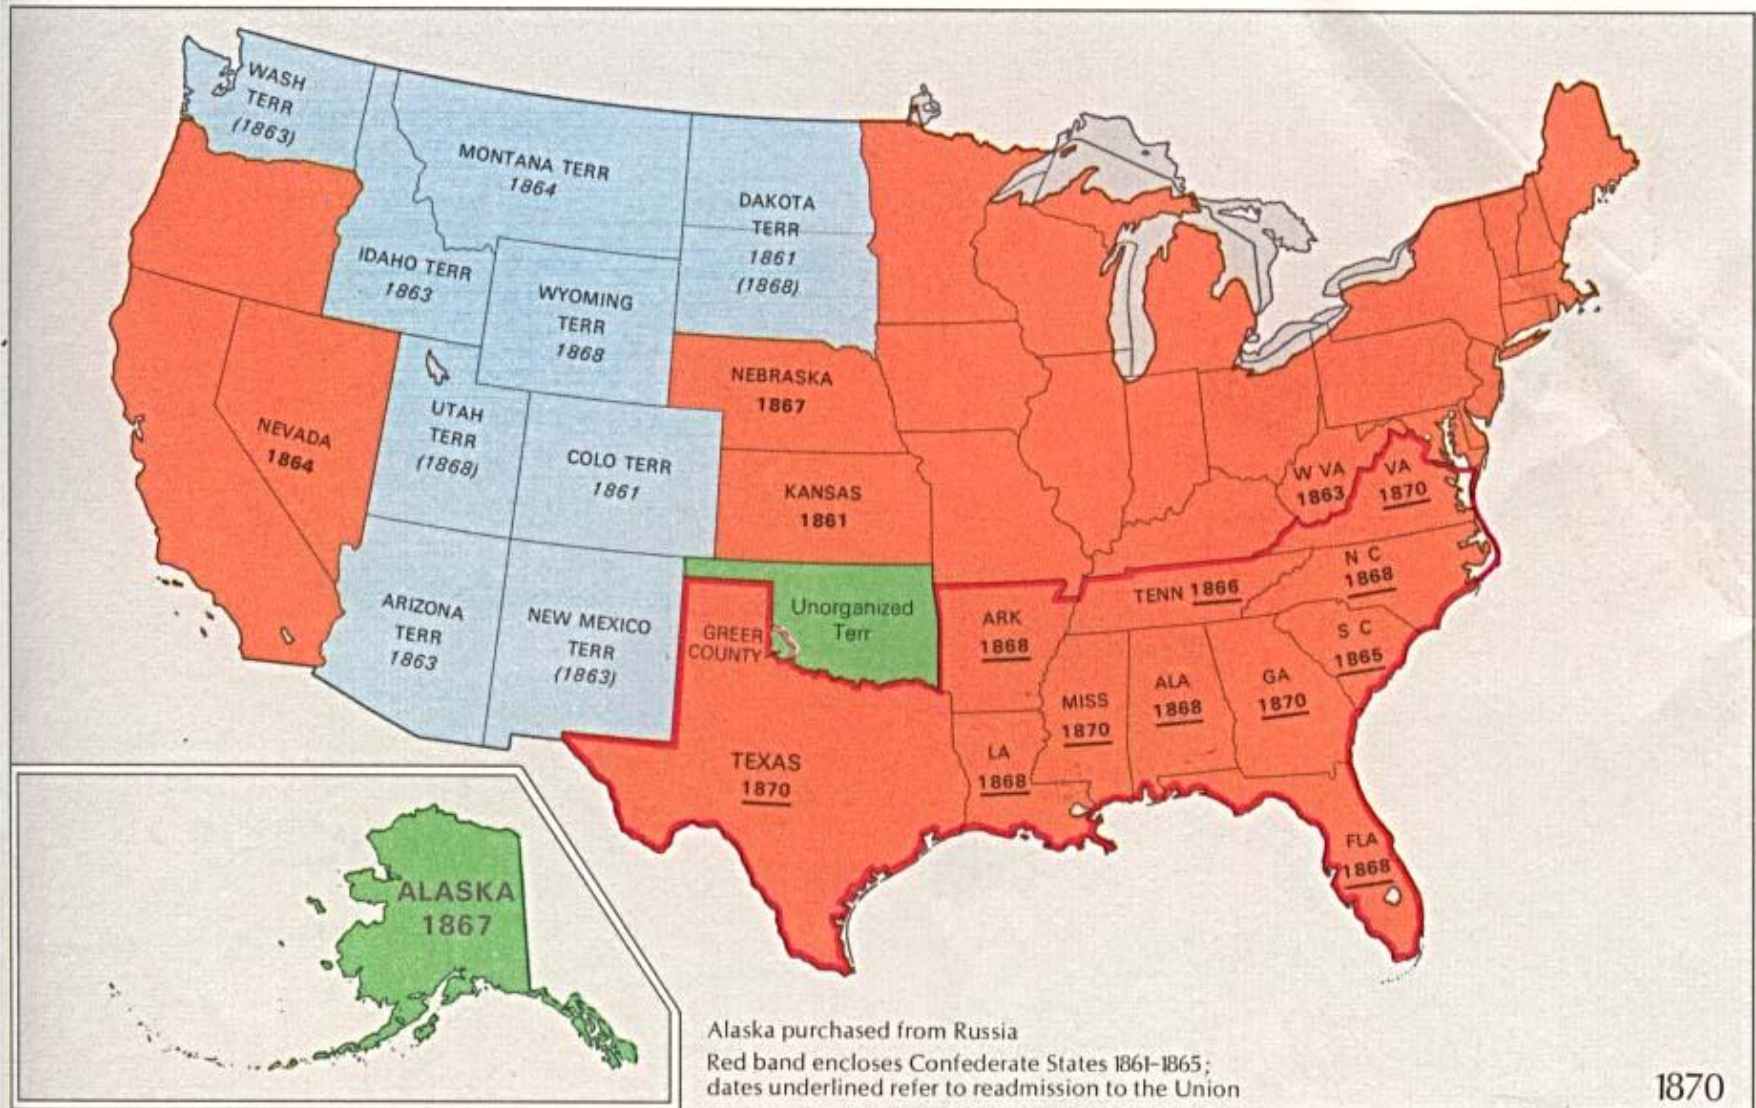 WASH
TERR
(1863)
MONTANA TERR
1864
DAKOTA
TERR
1861
(1868)
IDAHO TERR
1863
WYOMING
TERR
1868
NEBRASKA
1867
NEVADA
1864
UTAH
TERR
(1868)
COLO TERR
1861
KANSAS
1861
W VA
1863
VA
1870
ARIZONA
TERR
1863
NEW MEXICO
TERR
(1863)
GREER
COUNTY
Unorganized
Terr
ARK
1868
TENN 1866
N C
1868
S C
1865
MISS
1870
ALA
1868
GA
1870
TEXAS
1870
LA
1868
FLA
1868
ALASKA
1867
Alaska purchased from Russia
Red band encloses Confederate States 1861–1865;
dates underlined refer to readmission to the Union
1870